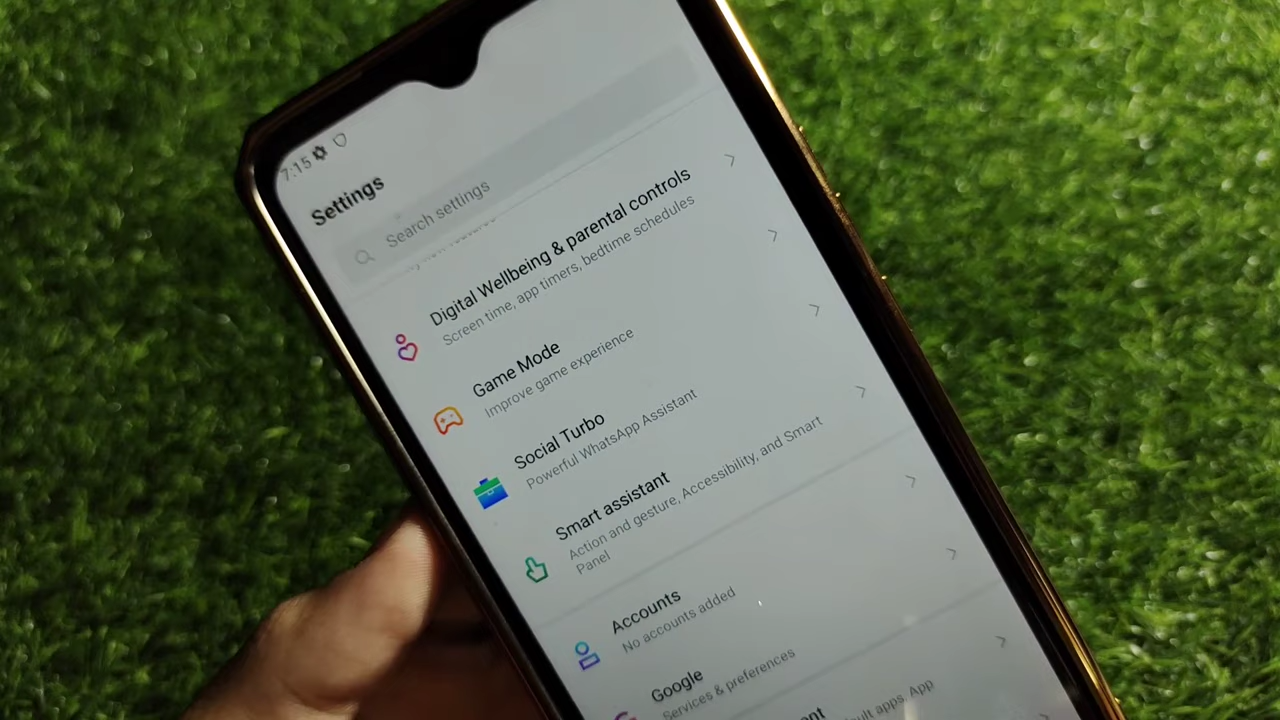 7:15
Settings
Search settings
Digital Wellbeing & parental controls
Screen time, app timers, bedtime schedules
Game Mode
Improve game experience
Social Turbo
Powerful WhatsApp Assistant
Smart assistant
Action and gesture, Accessibility, and Smart
Panel
Accounts
No accounts added
Google
Services & preferences
apps, App